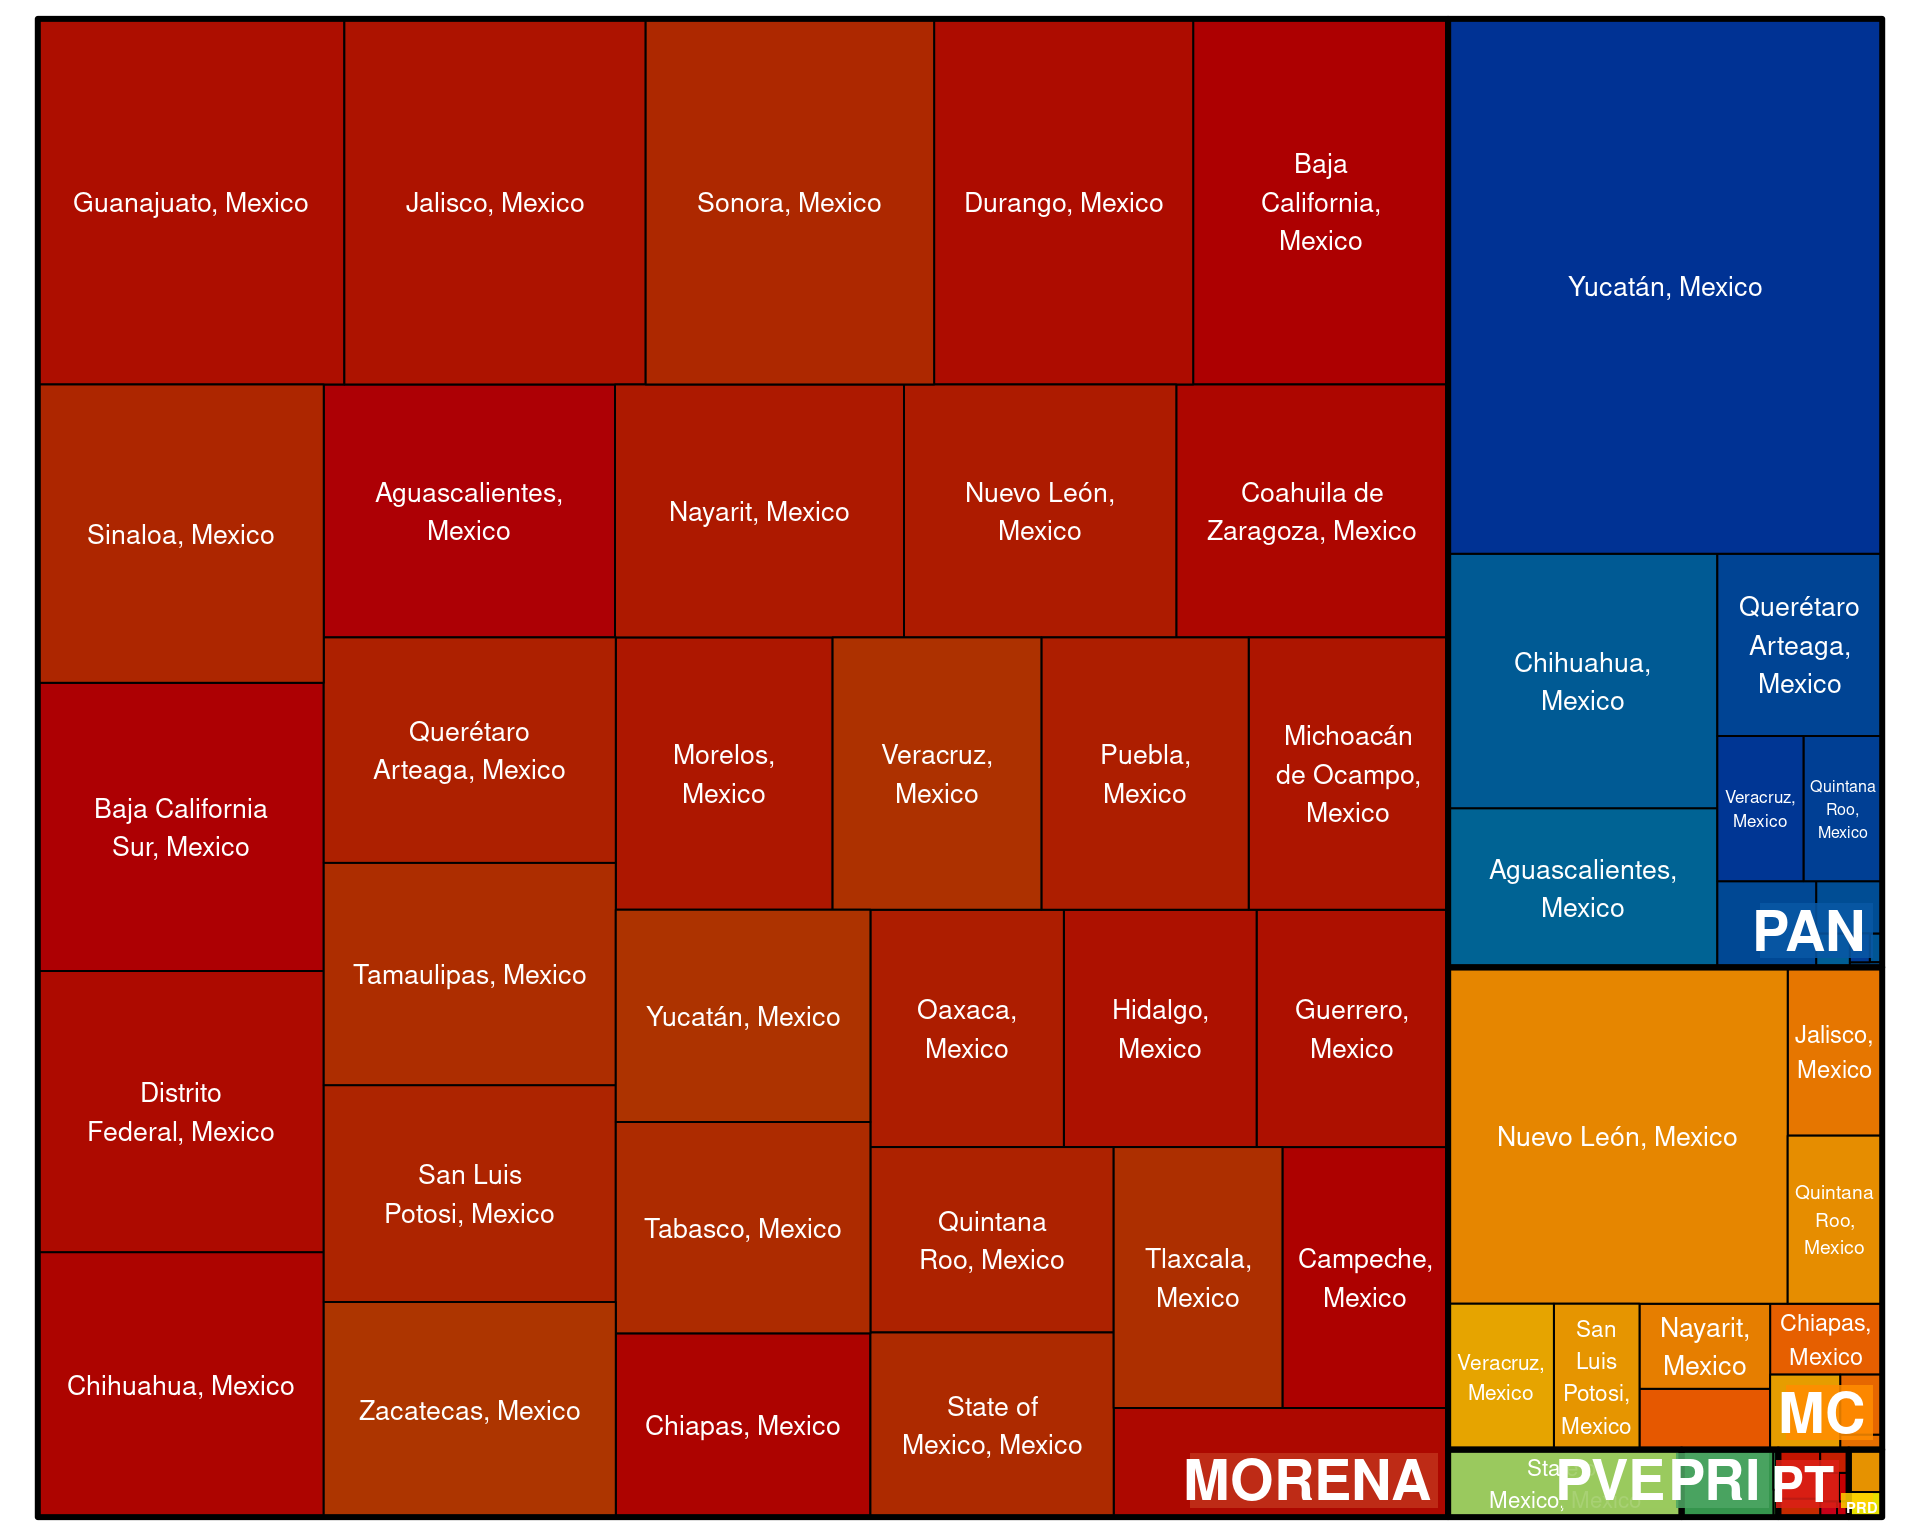 Guanajuato, Mexico
Jalisco, Mexico
Sonora, Mexico
Durango, Mexico
Baja
California,
Mexico
Sinaloa, Mexico
Aguascalientes,
Mexico
Nayarit, Mexico
Nuevo León,
Mexico
Coahuila de
Zaragoza, Mexico
Baja California
Sur, Mexico
Querétaro
Arteaga, Mexico
Morelos,
Mexico
Veracruz,
Mexico
Puebla,
Mexico
Michoacán
de Ocampo,
Mexico
Distrito
Federal, Mexico
Tamaulipas, Mexico
Yucatán, Mexico
Oaxaca,
Mexico
Hidalgo,
Mexico
Guerrero,
Mexico
Chihuahua, Mexico
San Luis
Potosi, Mexico
Tabasco, Mexico
Quintana
Roo, Mexico
Tlaxcala,
Mexico
Campeche,
Mexico
Zacatecas, Mexico
Chiapas, Mexico
State of
Mexico, Mexico
MORENA
Yucatán, Mexico
Chihuahua,
Mexico
Querétaro
Arteaga,
Mexico
Veracruz,
Mexico
Quintana
Roo,
Mexico
Aguascalientes,
Mexico
PAN
Nuevo León, Mexico
Jalisco,
Mexico
Quintana
Roo,
Mexico
Veracruz,
Mexico
San
Luis
Potosi,
Mexico
Nayarit,
Mexico
Chiapas,
Mexico
MC
Mexico, Mexico
PVE
PRI
PT
PRD